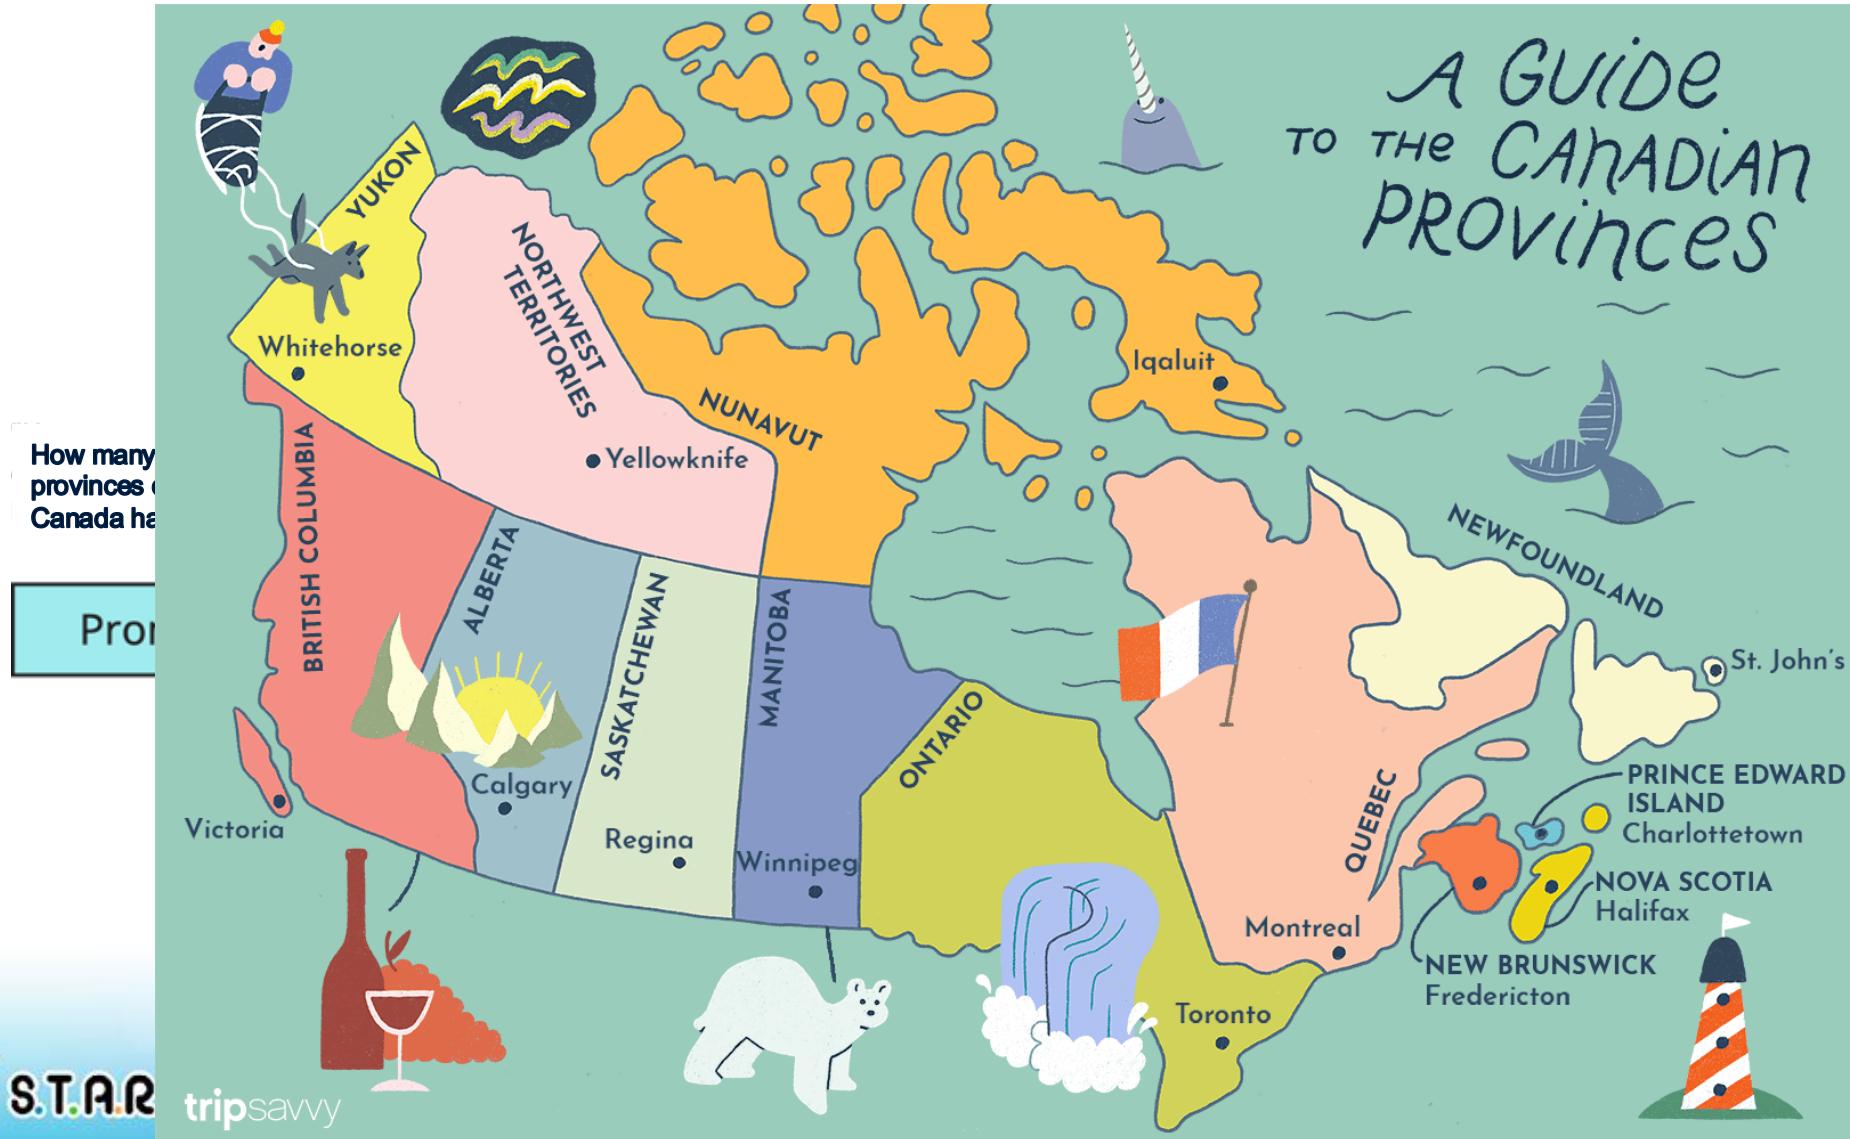 A GUIDE
TO THE CANADIAN
PROVINCES
YUKON
Whitehorse
NORTHWEST
TERRITORIES
Yellowknife
NUNAVUT
Iqaluit
How many
provinces
Canada ha
BRITISH COLUMBIA
ALBERTA
SASKATCHEWAN
MANITOBA
ONTARIO
QUEBEC
NEWFOUNDLAND
St. John's
Calgary
Victoria
Regina
Winnipeg
PRINCE EDWARD
ISLAND
Charlottetown
NOVA SCOTIA
Halifax
Montreal
NEW BRUNSWICK
Fredericton
Toronto
S.T.A.R
tripsavvy